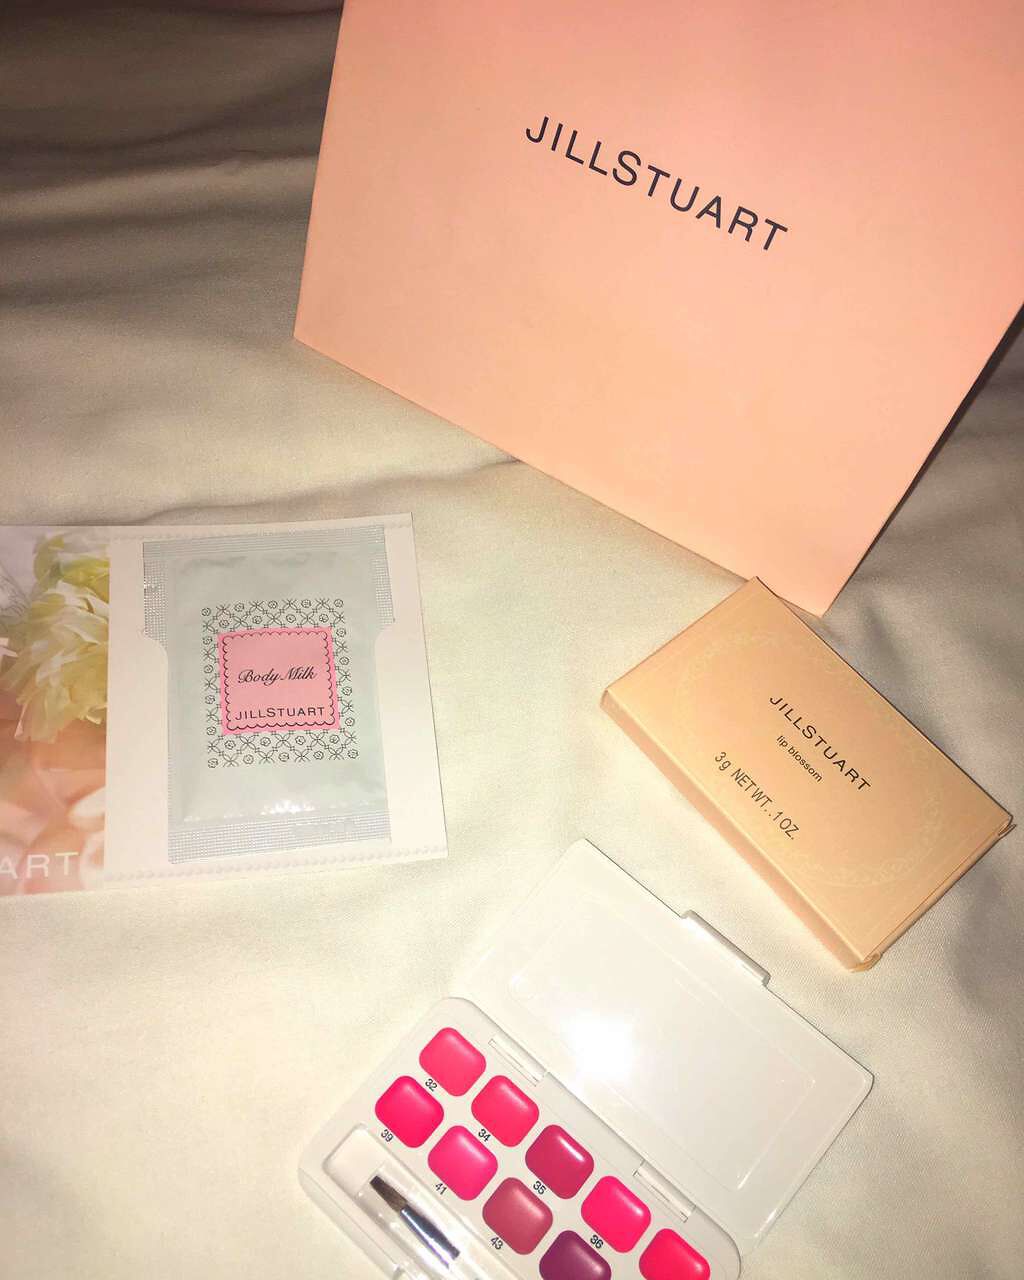 JILLSTUART
Body Milk
JILLSTUART
ART
JILLSTUART
lip blossom
3g NETWT..1OZ.
32
34
39
35
41
36
43